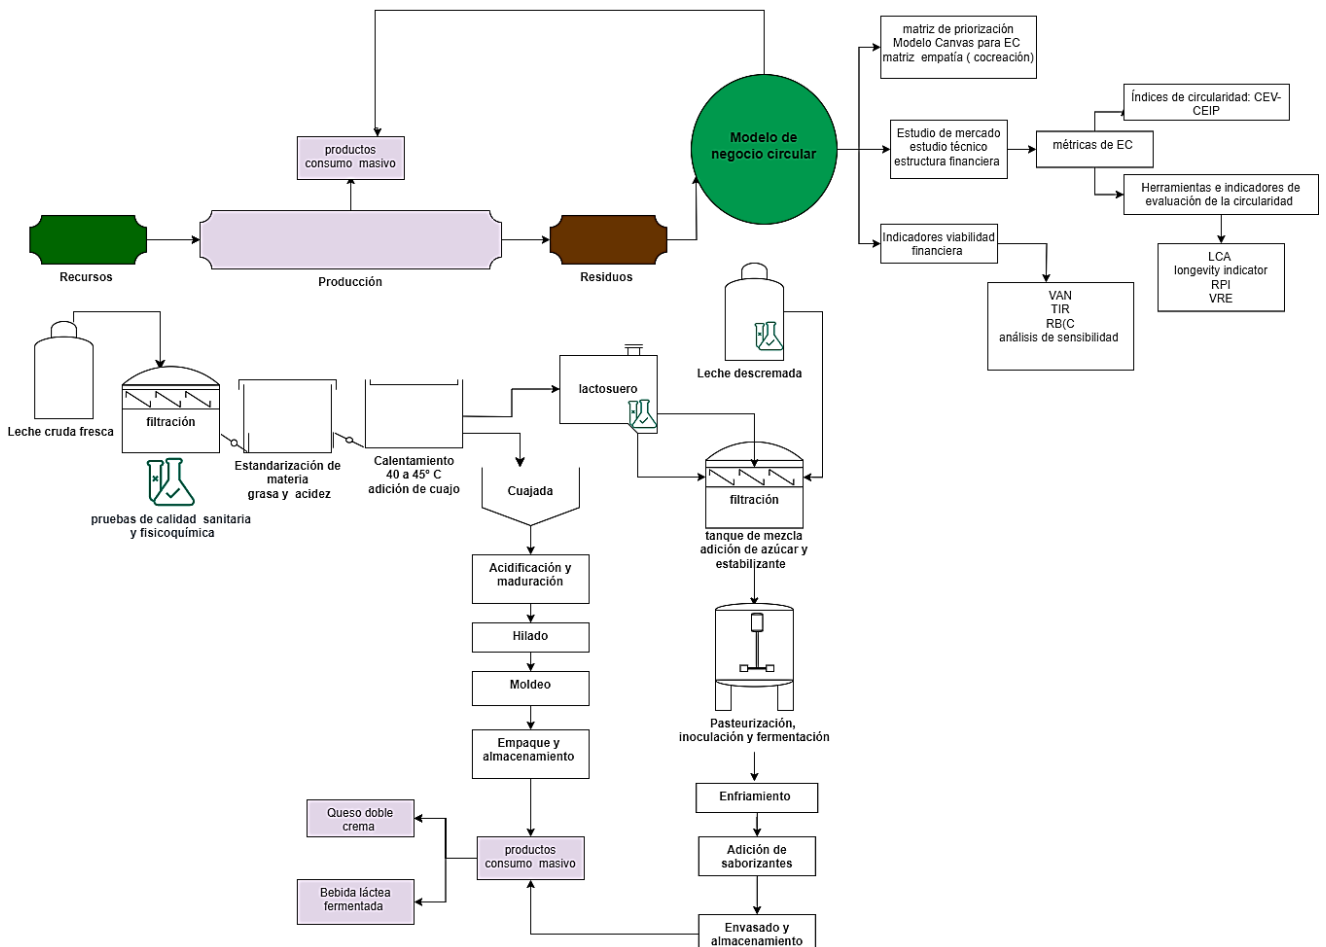 matriz de priorización
Modelo Canvas para EC
matriz empatía ( cocreación)
Índices de circularidad: CEV-
CEIP
Modelo de
negocio circular
Estudio de mercado
estudio técnico
estructura financiera
métricas de EC
productos
consumo masivo
Herramientas e indicadores de
evaluación de la circularidad
Indicadores viabilidad
financiera
LCA
longevity indicator
RPI
VRE
VAN
TIR
RB(C
análisis de sensibilidad
Recursos
Producción
Residuos
Leche cruda fresca
filtración
pruebas de calidad sanitaria
y fisicoquímica
Estandarización de
materia
grasa y acidez
Calentamiento
40 a 45º C
adición de cuajo
lactosuero
Leche descremada
Cuajada
filtración
tanque de mezcla
adición de azúcar y
estabilizante
Acidificación y
maduración
Hilado
Moldeo
Empaque y
almacenamiento
Pasteurización,
inoculación y fermentación
Enfriamiento
Adición de
saborizantes
Envasado y
almacenamiento
productos
consumo masivo
Queso doble
crema
Bebida láctea
fermentada